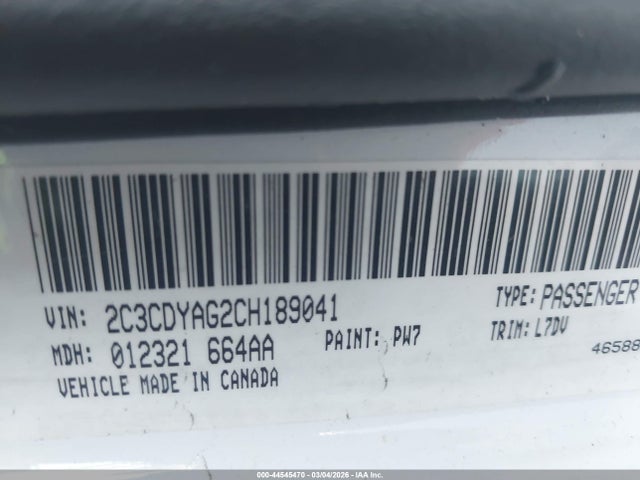 VIN: 2C3CDYAG2CH189041 TYPE: PASSENGER
MDH: 012321 664AA PAINT: PW7 TRIM: L7DV
VEHICLE MADE IN CANADA 46588
000-44545470 | 03/04/2026 - IAA Inc.